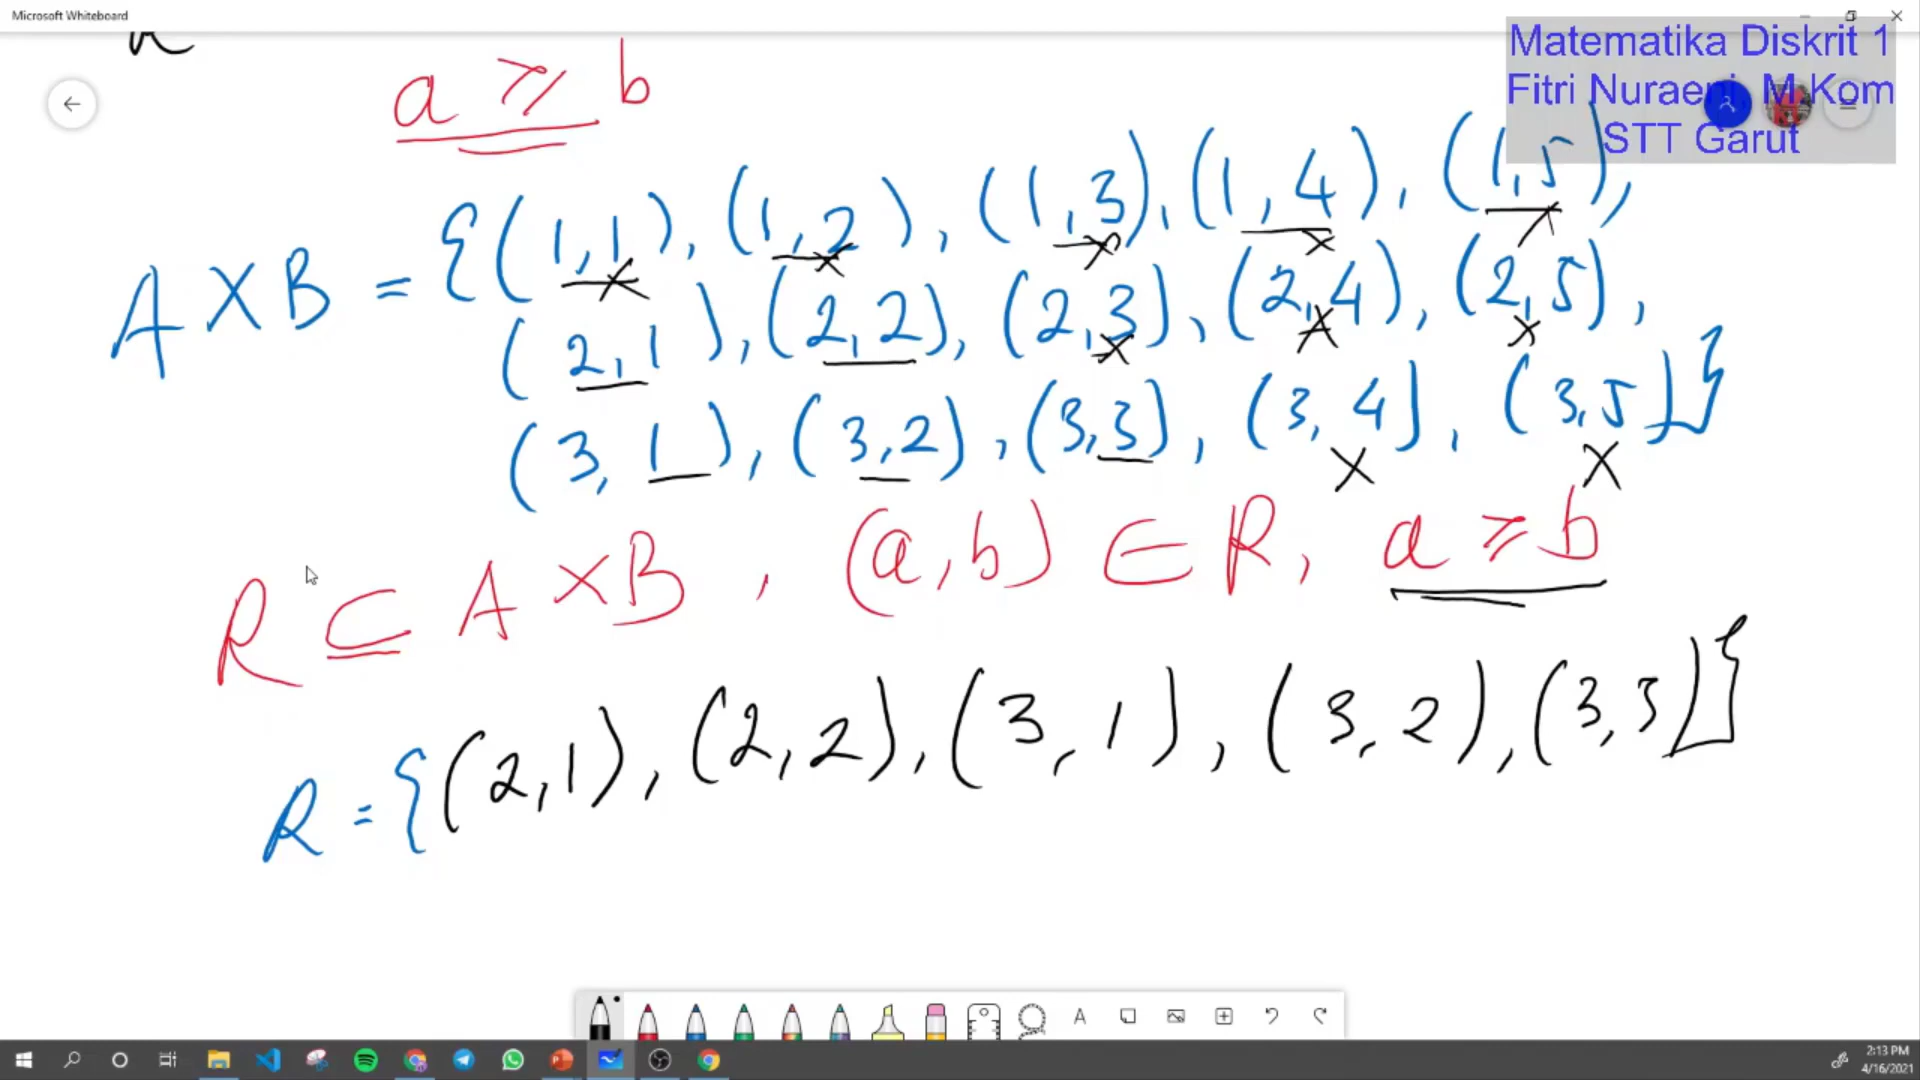 Microsoft Whiteboard
Matematika Diskrit 1
Fitri Nuraeni, M.Kom
STT Garut
a ≥ b
A × B = {(1,1), (1,2), (1,3), (1,4), (1,5),
(2,1), (2,2), (2,3), (2,4), (2,5),
(3,1), (3,2), (3,3), (3,4), (3,5)}
R ⊆ A × B, (a,b) ∈ R, a ≥ b
R = {(2,1), (2,2), (3,1), (3,2), (3,3)}
2:13 PM
4/16/2021